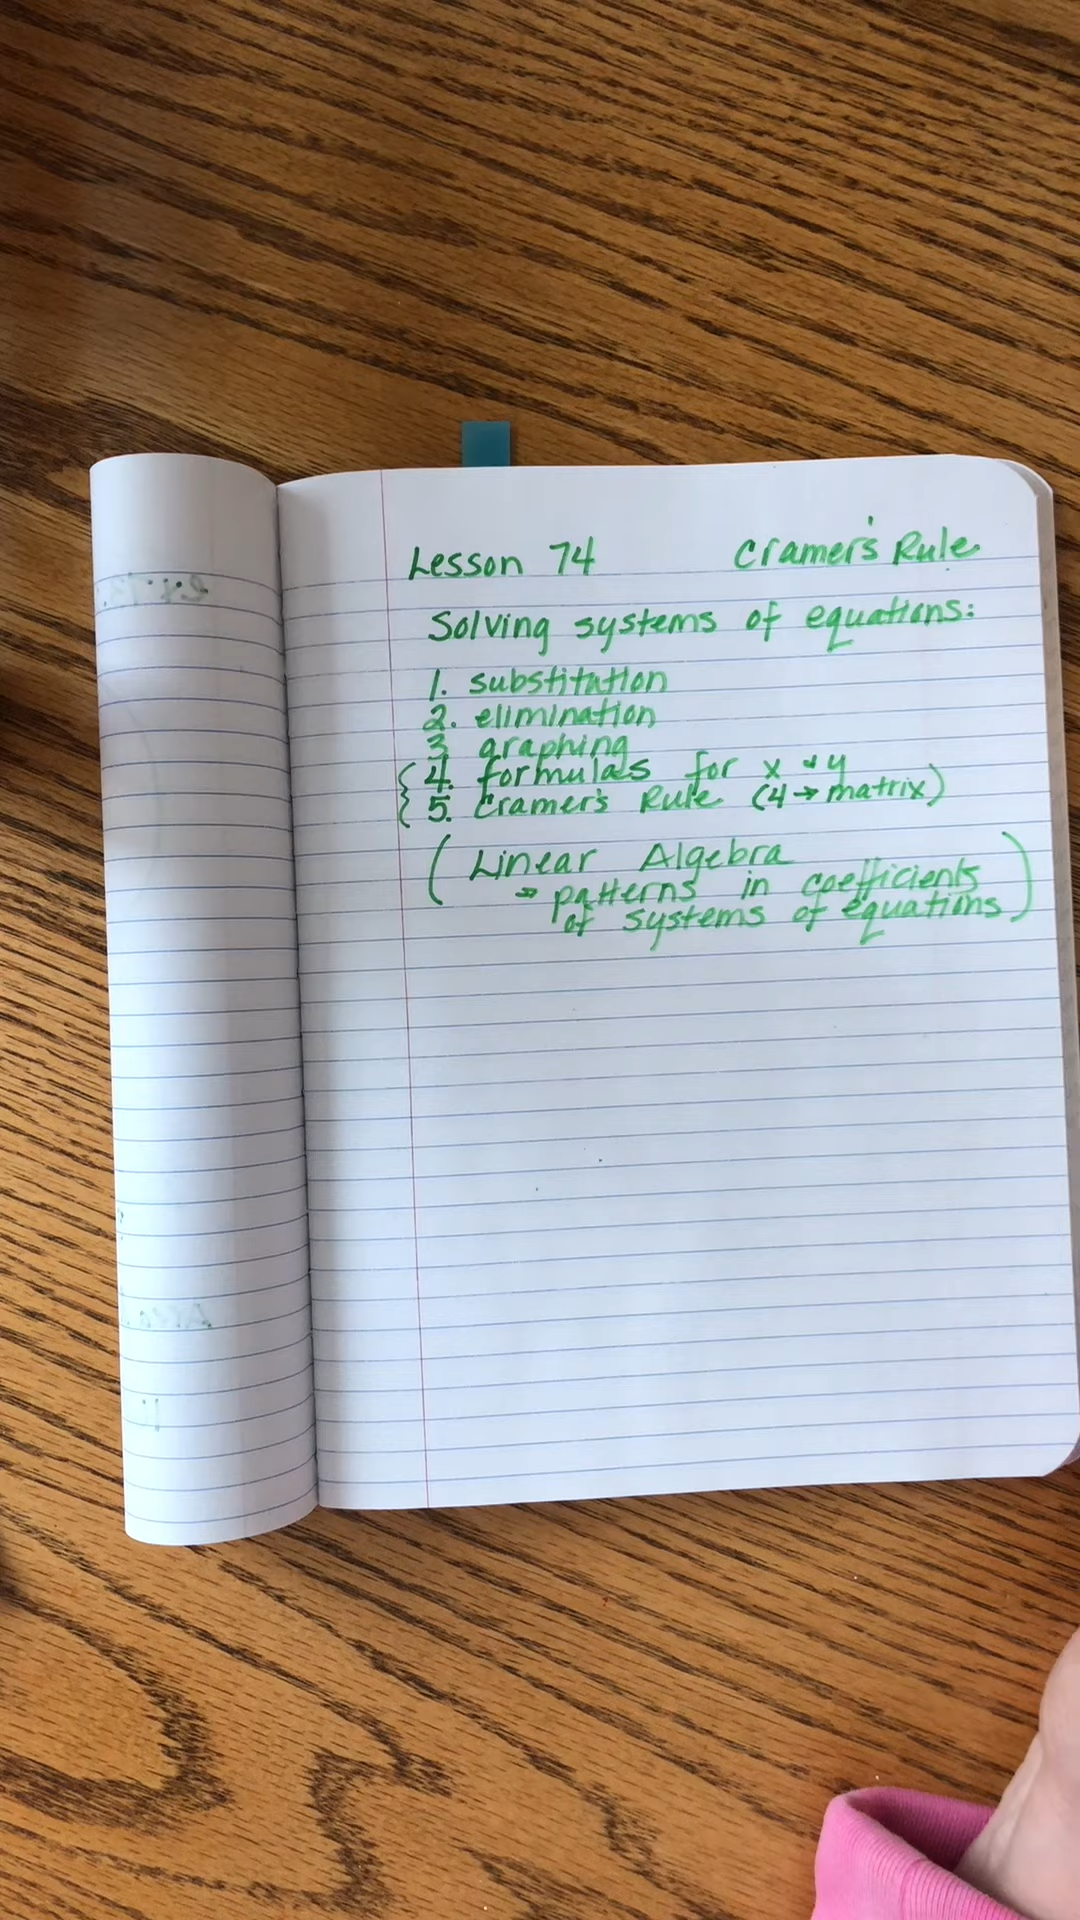 Lesson 74 Cramer's Rule
Solving systems of equations:
1. substitution
2. elimination
3. graphing
4. formulas for x & y
5. Cramer's Rule (4 → matrix)
(Linear Algebra
→ patterns in coefficients
of systems of equations)